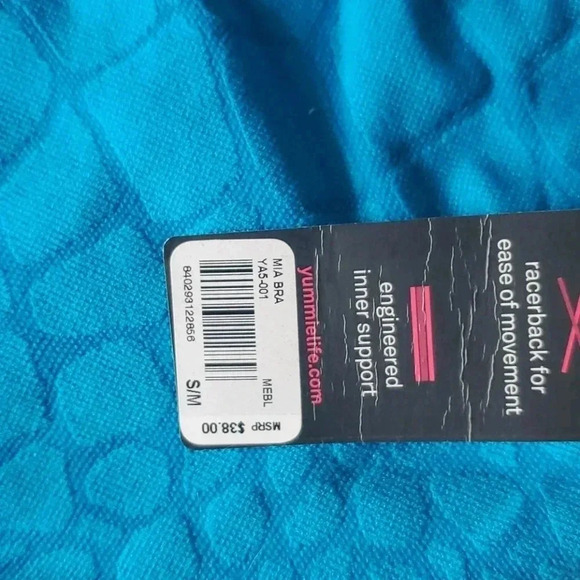 racerback for
ease of movement
engineered
inner support
yummielife.com
MIA BRA
YA5-001 MEBL
840293122856 S/M
MSRP $38.00